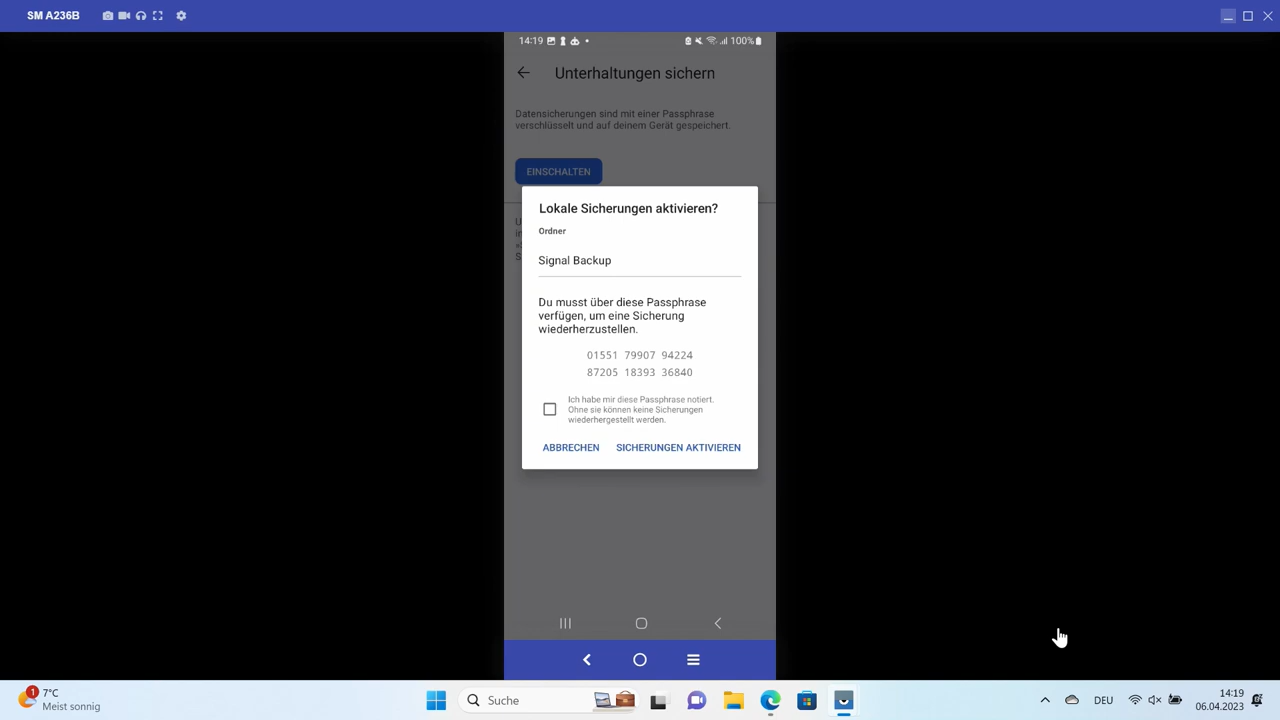 SM A236B
14:19
100%
Unterhaltungen sichern
Datensicherungen sind mit einer Passphrase
verschlüsselt und auf deinem Gerät gespeichert.
EINSCHALTEN
Lokale Sicherungen aktivieren?
Ordner
Signal Backup
Du musst über diese Passphrase
verfügen, um eine Sicherung
wiederherzustellen.
01551 79907 94224
87205 18393 36840
Ich habe mir diese Passphrase notiert.
Ohne sie können keine Sicherungen
wiederhergestellt werden.
ABBRECHEN SICHERUNGEN AKTIVIEREN
1
7°C
Meist sonnig
Suche
DEU
14:19
06.04.2023